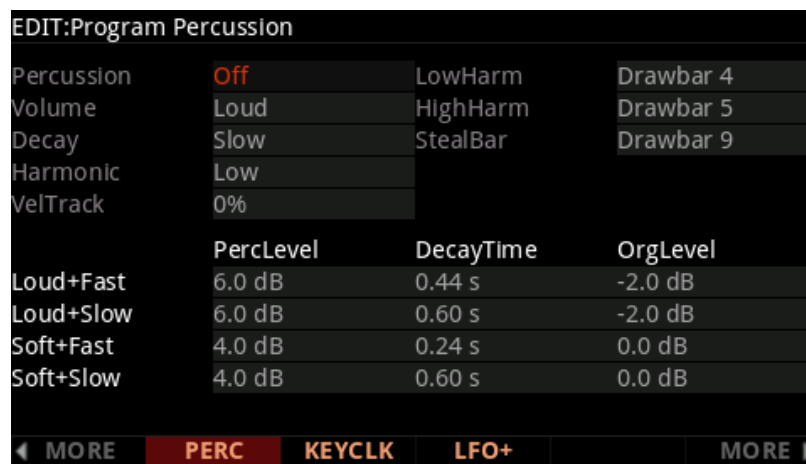 EDIT:Program Percussion
Percussion Off LowHarm Drawbar 4
Volume Loud HighHarm Drawbar 5
Decay Slow StealBar Drawbar 9
Harmonic Low
VelTrack 0%
PercLevel DecayTime OrgLevel
Loud+Fast 6.0 dB 0.44 s -2.0 dB
Loud+Slow 6.0 dB 0.60 s -2.0 dB
Soft+Fast 4.0 dB 0.24 s 0.0 dB
Soft+Slow 4.0 dB 0.60 s 0.0 dB
MORE PERC KEYCLK LFO+ MORE